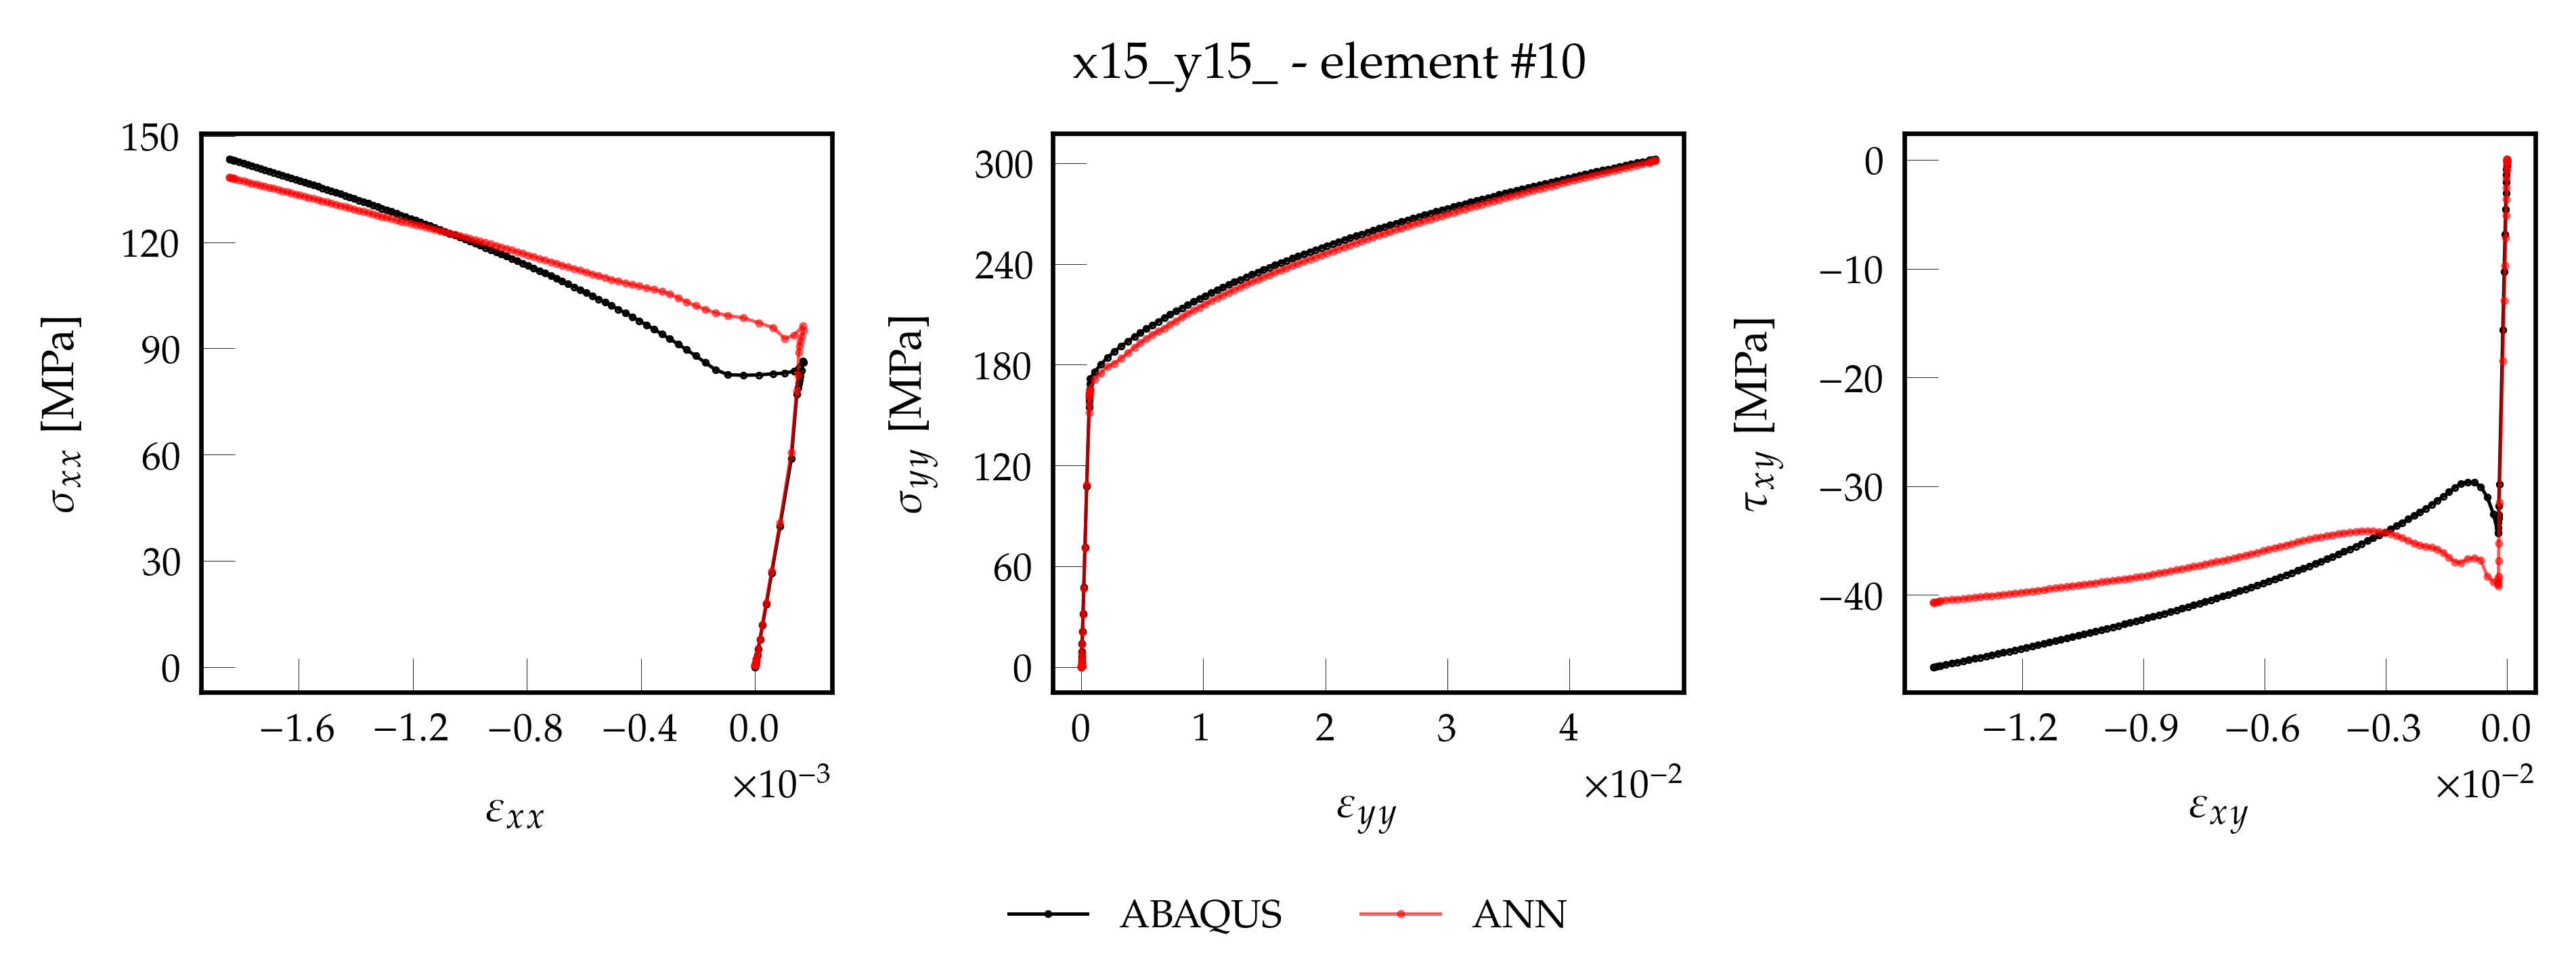 x15_y15_ - element #10
150
120
90
60
30
0
σxx [MPa]
−1.6 −1.2 −0.8 −0.4 0.0
×10⁻³
εxx
300
240
180
120
60
0
σyy [MPa]
0 1 2 3 4
×10⁻²
εyy
0
−10
−20
−30
−40
τxy [MPa]
−1.2 −0.9 −0.6 −0.3 0.0
×10⁻²
εxy
ABAQUS ANN